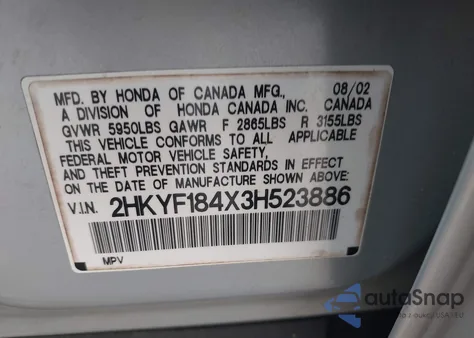 MFD. BY HONDA OF CANADA MFG., 08/02
A DIVISION OF HONDA CANADA INC. CANADA
GVWR 5950LBS GAWR F 2865LBS R 3155LBS
THIS VEHICLE CONFORMS TO ALL APPLICABLE
FEDERAL MOTOR VEHICLE SAFETY,
AND THEFT PREVENTION STANDARDS IN EFFECT
ON THE DATE OF MANUFACTURE SHOWN ABOVE.
V.I.N. 2HKYF184X3H523886
MPV
autoSnap